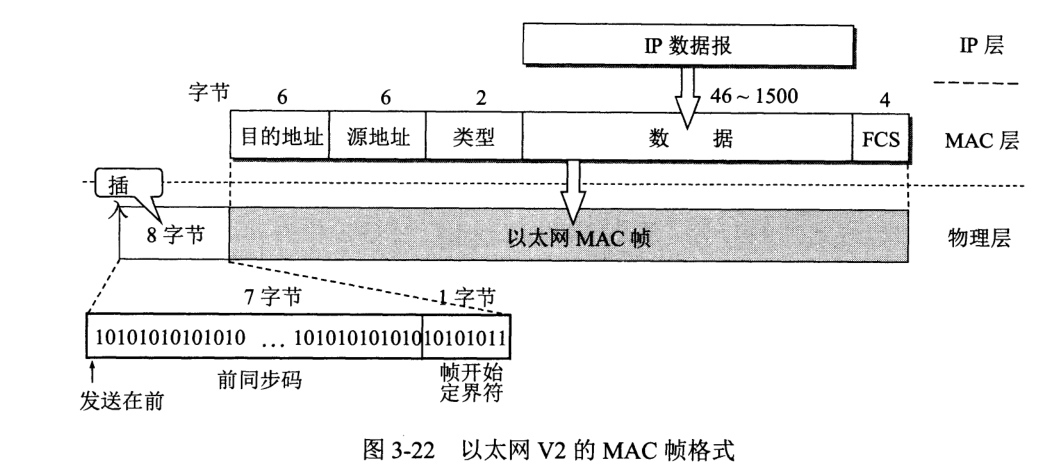 IP 数据报
IP 层
字节
6
6
2
46 ~ 1500
4
目的地址
源地址
类型
数 据
FCS
MAC 层
插
入
8 字节
以太网 MAC 帧
物理层
7 字节
1 字节
10101010101010 … 101010101010
10101011
前同步码
帧开始
定界符
发送在前
图 3-22 以太网 V2 的 MAC 帧格式